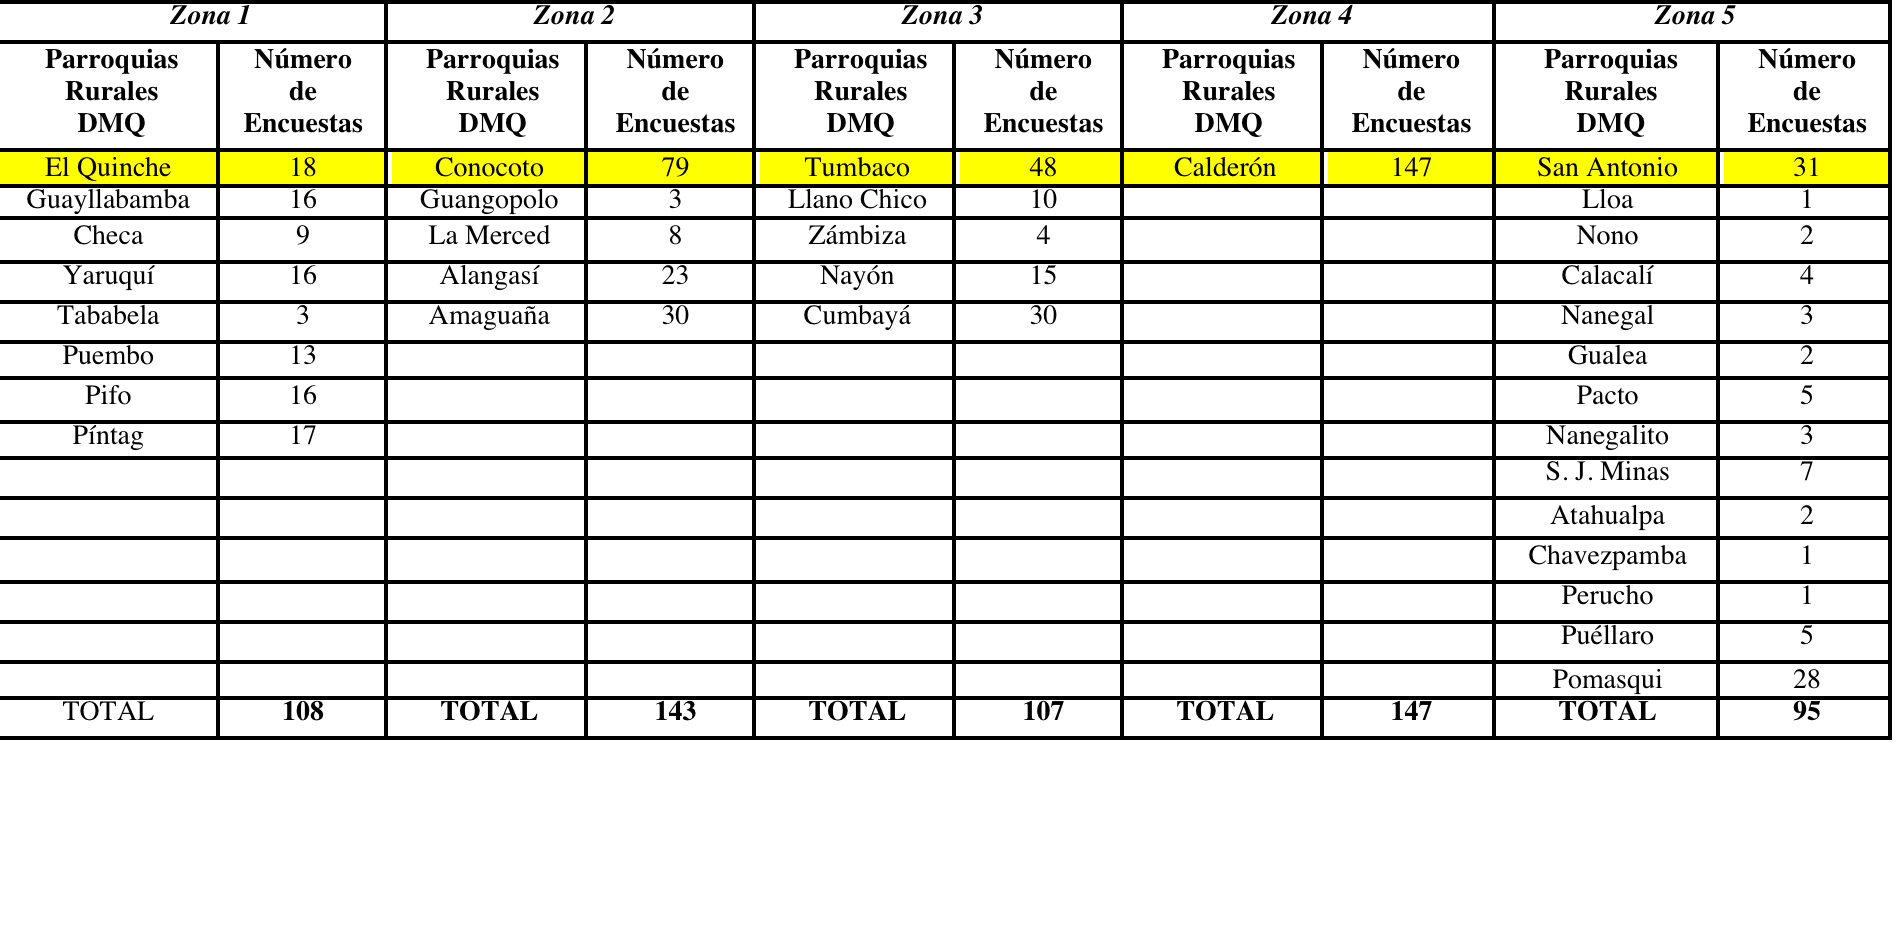 Zona 1 Zona 2 Zona 3 Zona 4 Zona 5
Parroquias Número Parroquias Número Parroquias Número Parroquias Número Parroquias Número
Rurales de Rurales de Rurales de Rurales de Rurales de
DMQ Encuestas DMQ Encuestas DMQ Encuestas DMQ Encuestas DMQ Encuestas
El Quinche 18 Conocoto 79 Tumbaco 48 Calderón 147 San Antonio 31
Guayllabamba 16 Guangopolo 3 Llano Chico 10 Lloa 1
Checa 9 La Merced 8 Zámbiza 4 Nono 2
Yaruquí 16 Alangasí 23 Nayón 15 Calacalí 4
Tababela 3 Amaguaña 30 Cumbayá 30 Nanegal 3
Puembo 13 Gualea 2
Pifo 16 Pacto 5
Píntag 17 Nanegalito 3
S. J. Minas 7
Atahualpa 2
Chavezpamba 1
Perucho 1
Puéllaro 5
Pomasqui 28
TOTAL 108 TOTAL 143 TOTAL 107 TOTAL 147 TOTAL 95